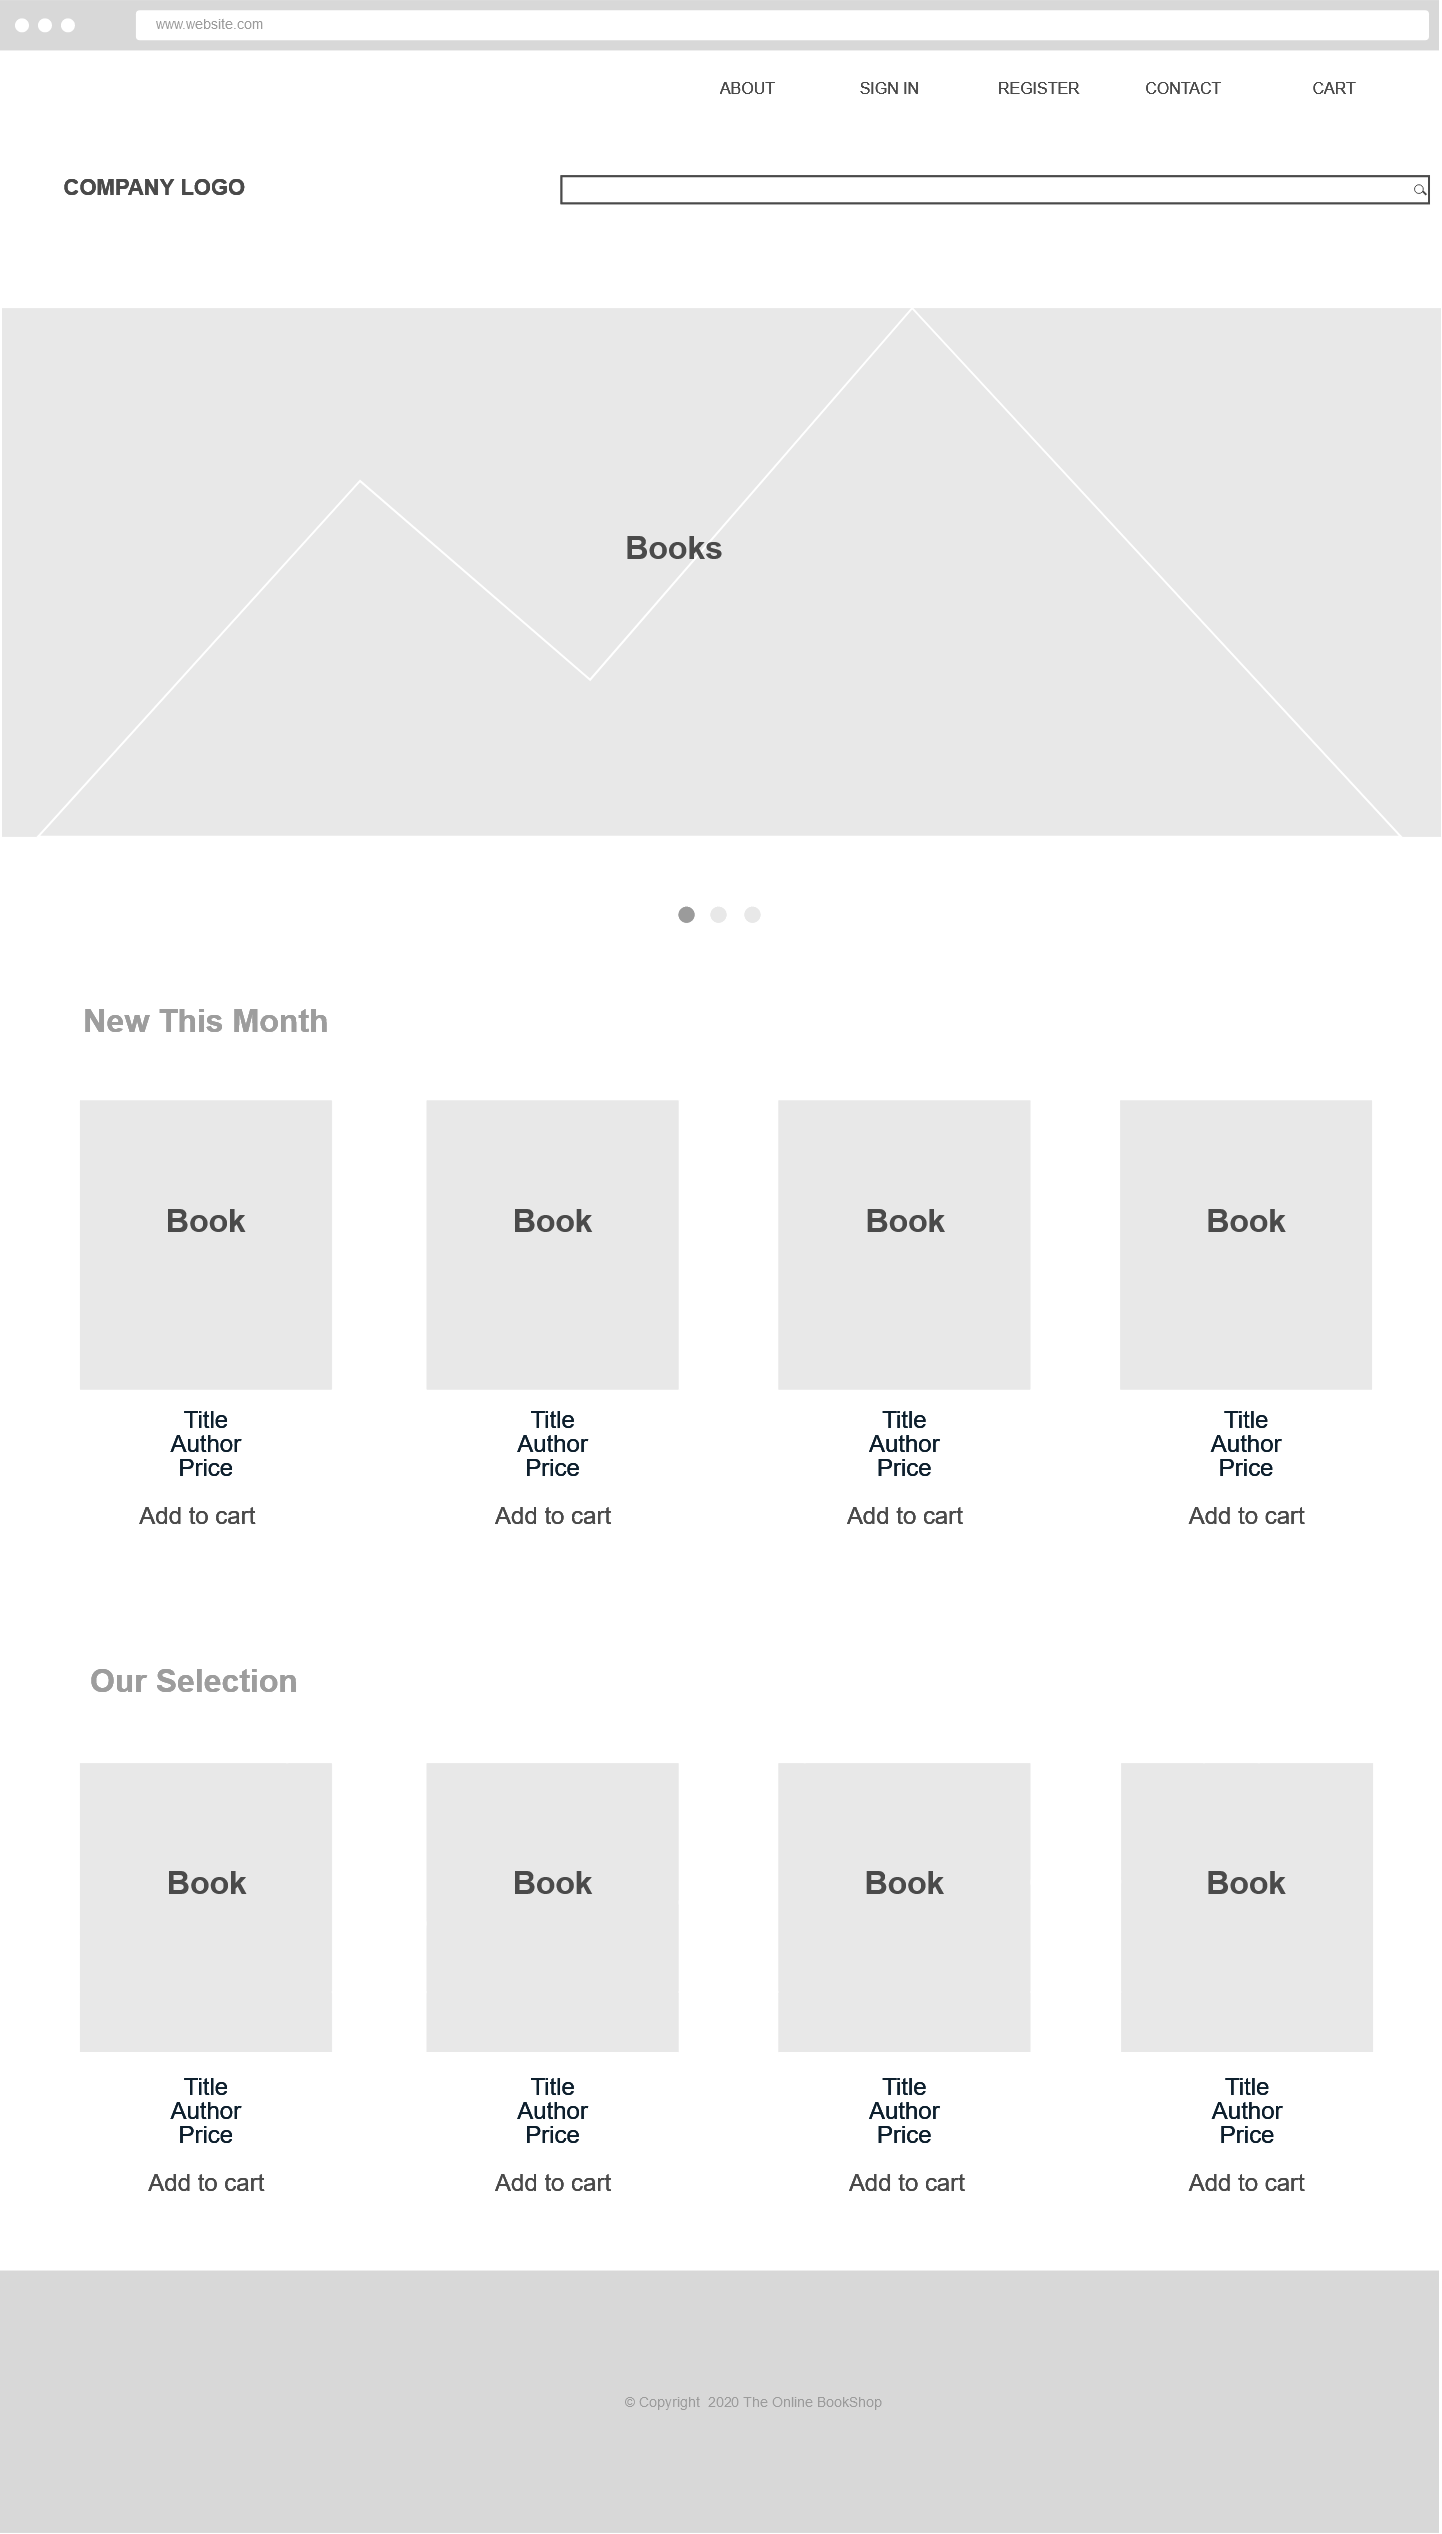 www.website.com
ABOUT SIGN IN REGISTER CONTACT CART
COMPANY LOGO
Books
New This Month
Book Book Book Book
Title Title Title Title
Author Author Author Author
Price Price Price Price
Add to cart Add to cart Add to cart Add to cart
Our Selection
Book Book Book Book
Title Title Title Title
Author Author Author Author
Price Price Price Price
Add to cart Add to cart Add to cart Add to cart
© Copyright  2020 The Online BookShop